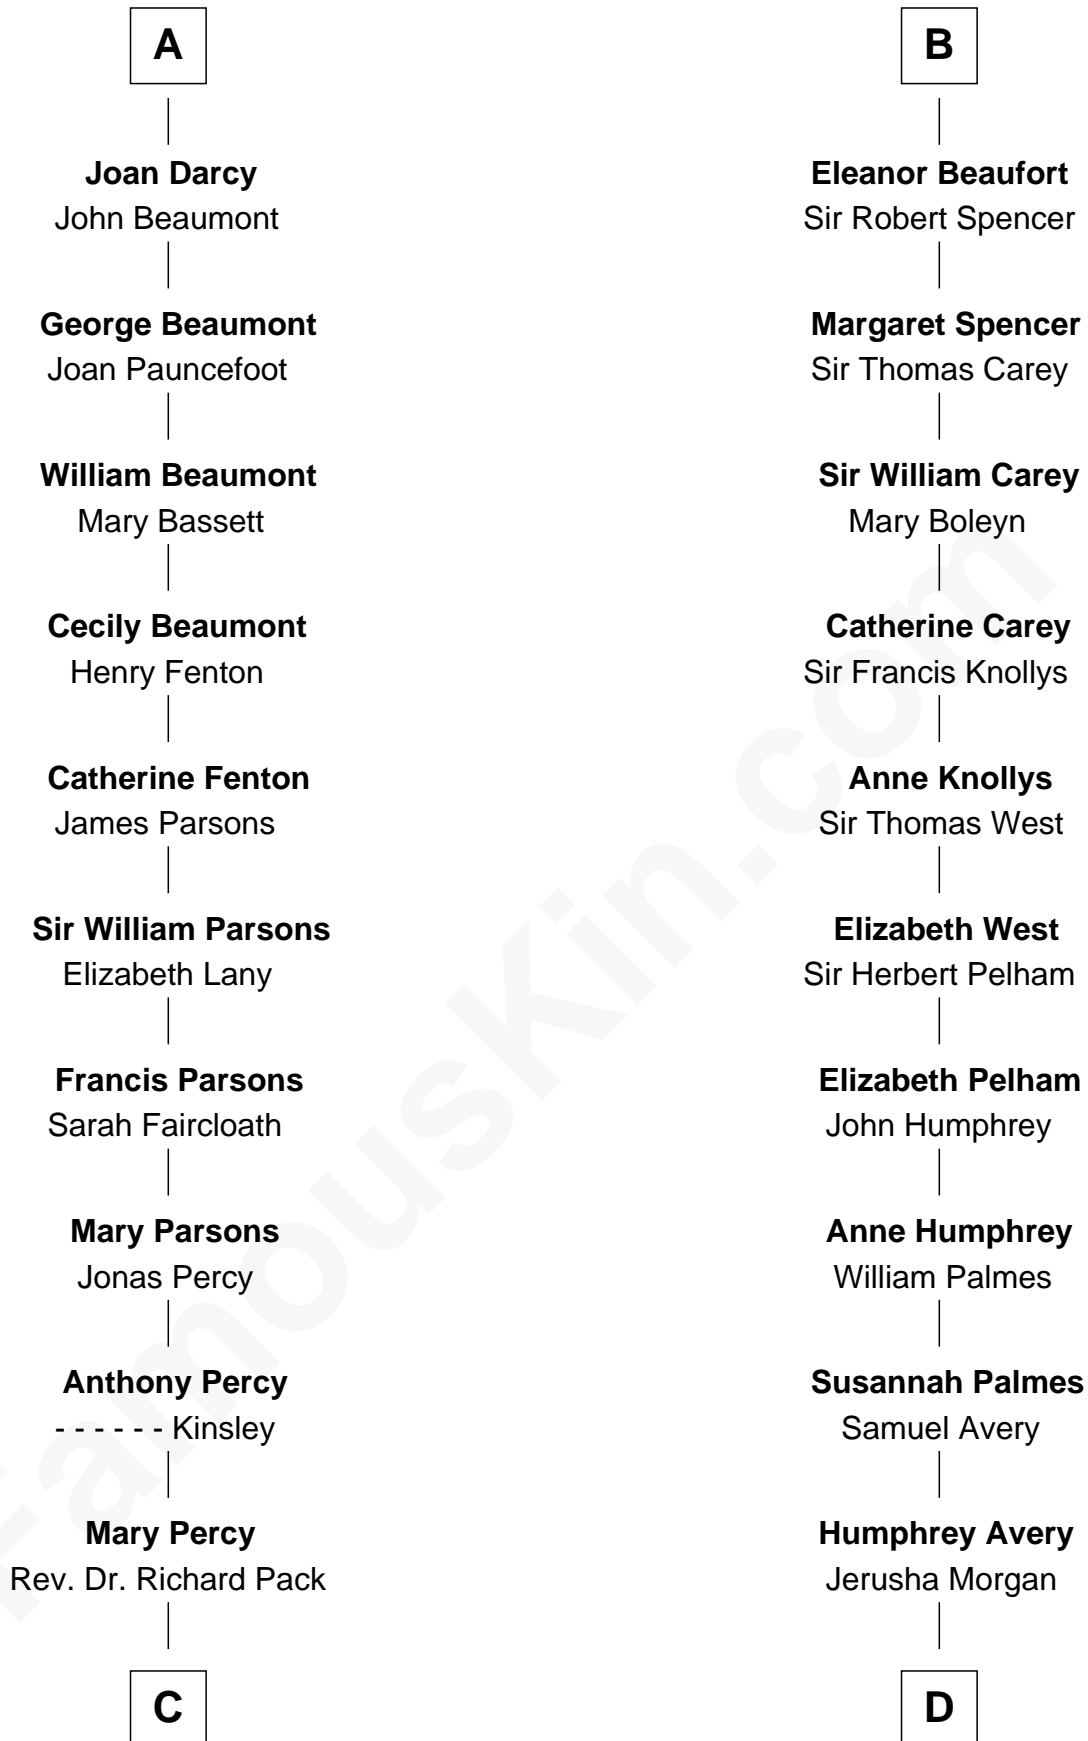 A
Joan Darcy
John Beaumont
George Beaumont
Joan Pauncefoot
William Beaumont
Mary Bassett
Cecily Beaumont
Henry Fenton
Catherine Fenton
James Parsons
Sir William Parsons
Elizabeth Lany
Francis Parsons
Sarah Faircloath
Mary Parsons
Jonas Percy
Anthony Percy
- - - - - - Kinsley
Mary Percy
Rev. Dr. Richard Pack
C
B
Eleanor Beaufort
Sir Robert Spencer
Margaret Spencer
Sir Thomas Carey
Sir William Carey
Mary Boleyn
Catherine Carey
Sir Francis Knollys
Anne Knollys
Sir Thomas West
Elizabeth West
Sir Herbert Pelham
Elizabeth Pelham
John Humphrey
Anne Humphrey
William Palmes
Susannah Palmes
Samuel Avery
Humphrey Avery
Jerusha Morgan
D
FamousKin.com